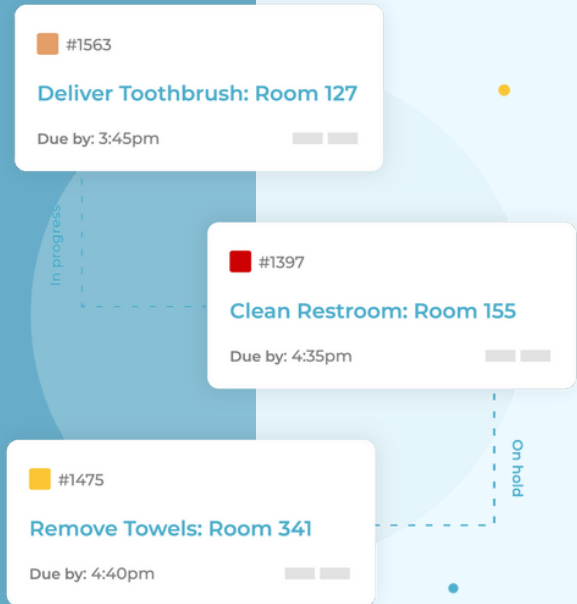 #1563
Deliver Toothbrush: Room 127
Due by: 3:45pm
In progress
#1397
Clean Restroom: Room 155
Due by: 4:35pm
On hold
#1475
Remove Towels: Room 341
Due by: 4:40pm